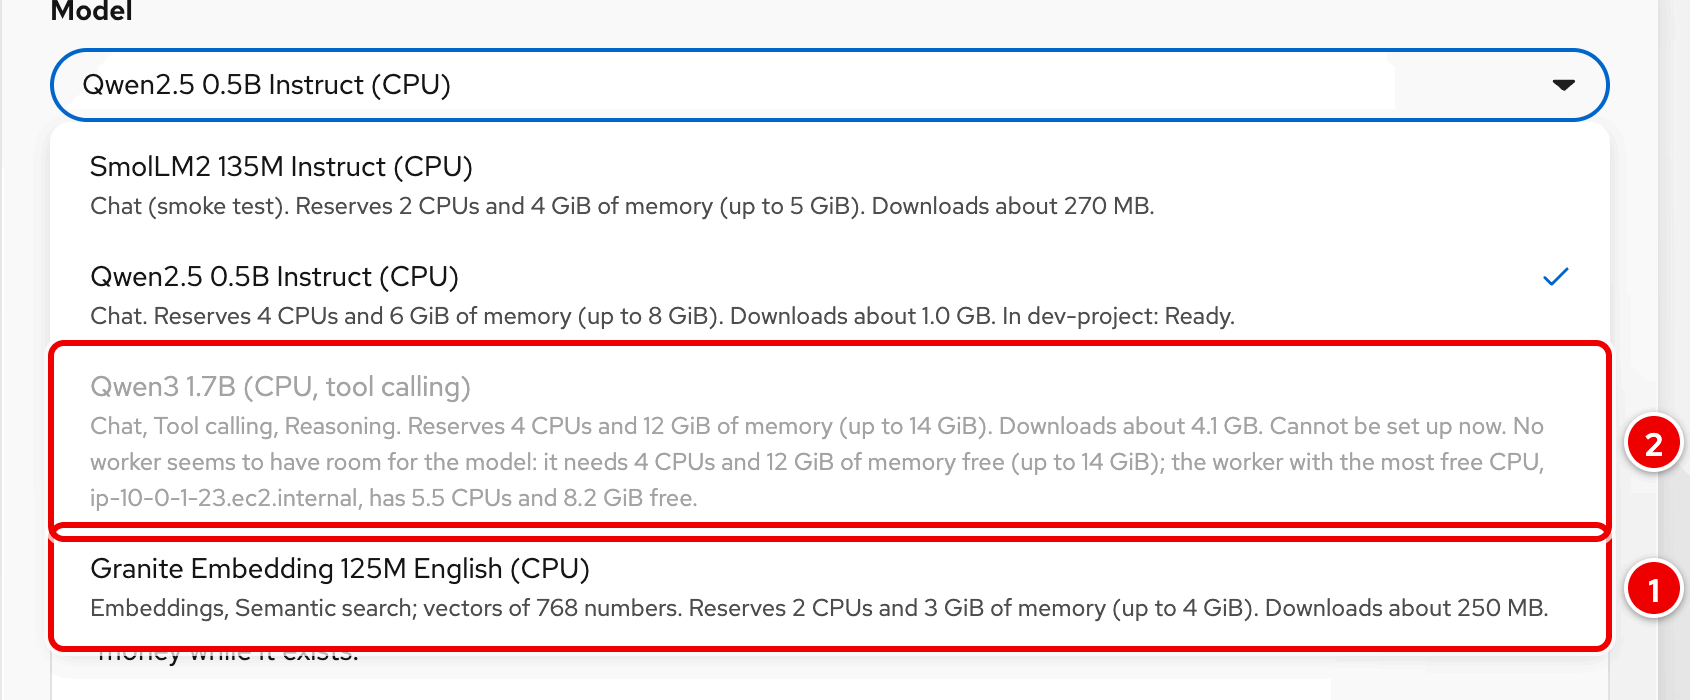 Model
Qwen2.5 0.5B Instruct (CPU)
SmolLM2 135M Instruct (CPU)
Chat (smoke test). Reserves 2 CPUs and 4 GiB of memory (up to 5 GiB). Downloads about 270 MB.
Qwen2.5 0.5B Instruct (CPU)
Chat. Reserves 4 CPUs and 6 GiB of memory (up to 8 GiB). Downloads about 1.0 GB. In dev-project: Ready.
Qwen3 1.7B (CPU, tool calling)
Chat, Tool calling, Reasoning. Reserves 4 CPUs and 12 GiB of memory (up to 14 GiB). Downloads about 4.1 GB. Cannot be set up now. No
worker seems to have room for the model: it needs 4 CPUs and 12 GiB of memory free (up to 14 GiB); the worker with the most free CPU,
ip-10-0-1-23.ec2.internal, has 5.5 CPUs and 8.2 GiB free.
2
Granite Embedding 125M English (CPU)
Embeddings, Semantic search; vectors of 768 numbers. Reserves 2 CPUs and 3 GiB of memory (up to 4 GiB). Downloads about 250 MB.
1
money while it exists.